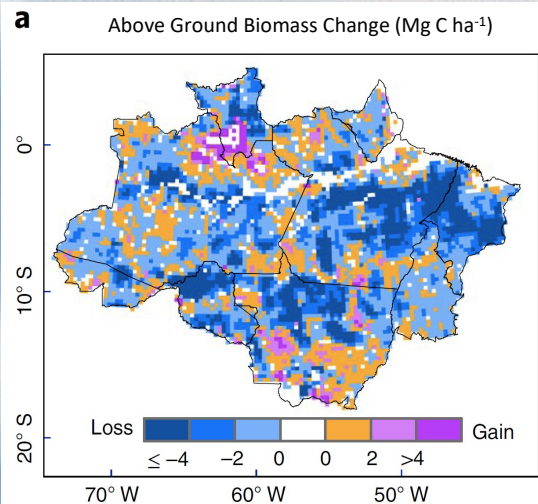 a Above Ground Biomass Change (Mg C ha⁻¹)
0°
10° S
20° S
Loss Gain
≤ −4 −2 0 0 2 >4
70° W 60° W 50° W